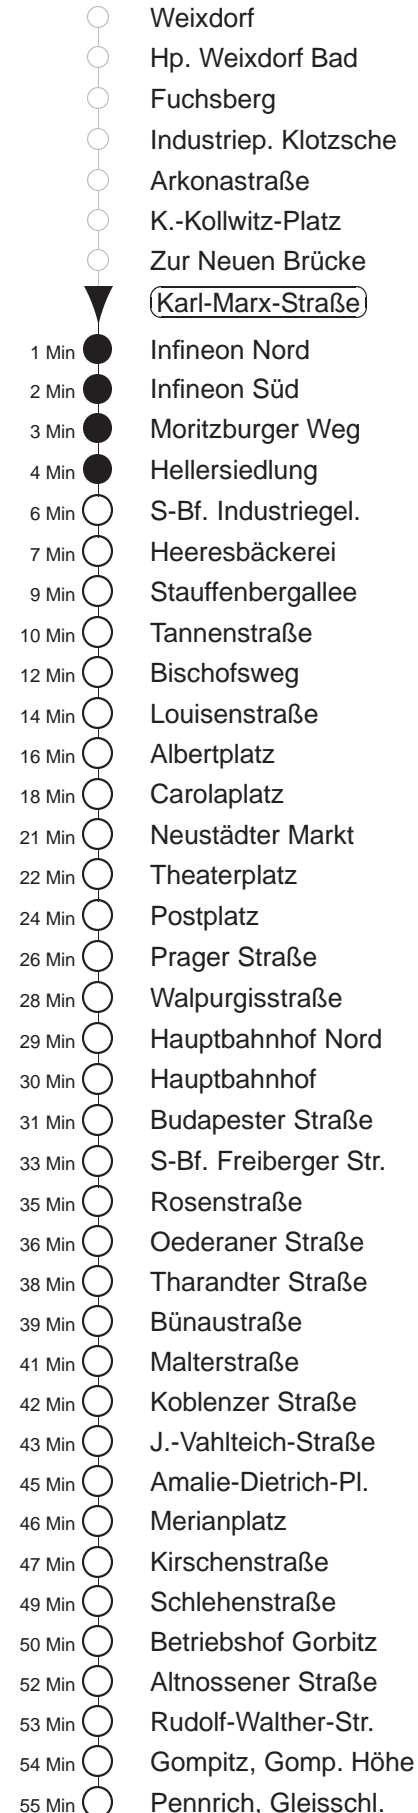 Weixdorf
Hp. Weixdorf Bad
Fuchsberg
Industriep. Klotzsche
Arkonastraße
K.-Kollwitz-Platz
Zur Neuen Brücke
Karl-Marx-Straße
1 Min Infineon Nord
2 Min Infineon Süd
3 Min Moritzburger Weg
4 Min Hellersiedlung
6 Min S-Bf. Industriegel.
7 Min Heeresbäckerei
9 Min Stauffenbergallee
10 Min Tannenstraße
12 Min Bischofsweg
14 Min Louisenstraße
16 Min Albertplatz
18 Min Carolaplatz
21 Min Neustädter Markt
22 Min Theaterplatz
24 Min Postplatz
26 Min Prager Straße
28 Min Walpurgisstraße
29 Min Hauptbahnhof Nord
30 Min Hauptbahnhof
31 Min Budapester Straße
33 Min S-Bf. Freiberger Str.
35 Min Rosenstraße
36 Min Oederaner Straße
38 Min Tharandter Straße
39 Min Bünaustraße
41 Min Malterstraße
42 Min Koblenzer Straße
43 Min J.-Vahlteich-Straße
45 Min Amalie-Dietrich-Pl.
46 Min Merianplatz
47 Min Kirschenstraße
49 Min Schlehenstraße
50 Min Betriebshof Gorbitz
52 Min Altnossener Straße
53 Min Rudolf-Walther-Str.
54 Min Gompitz, Gomp. Höhe
55 Min Pennrich, Gleisschl.